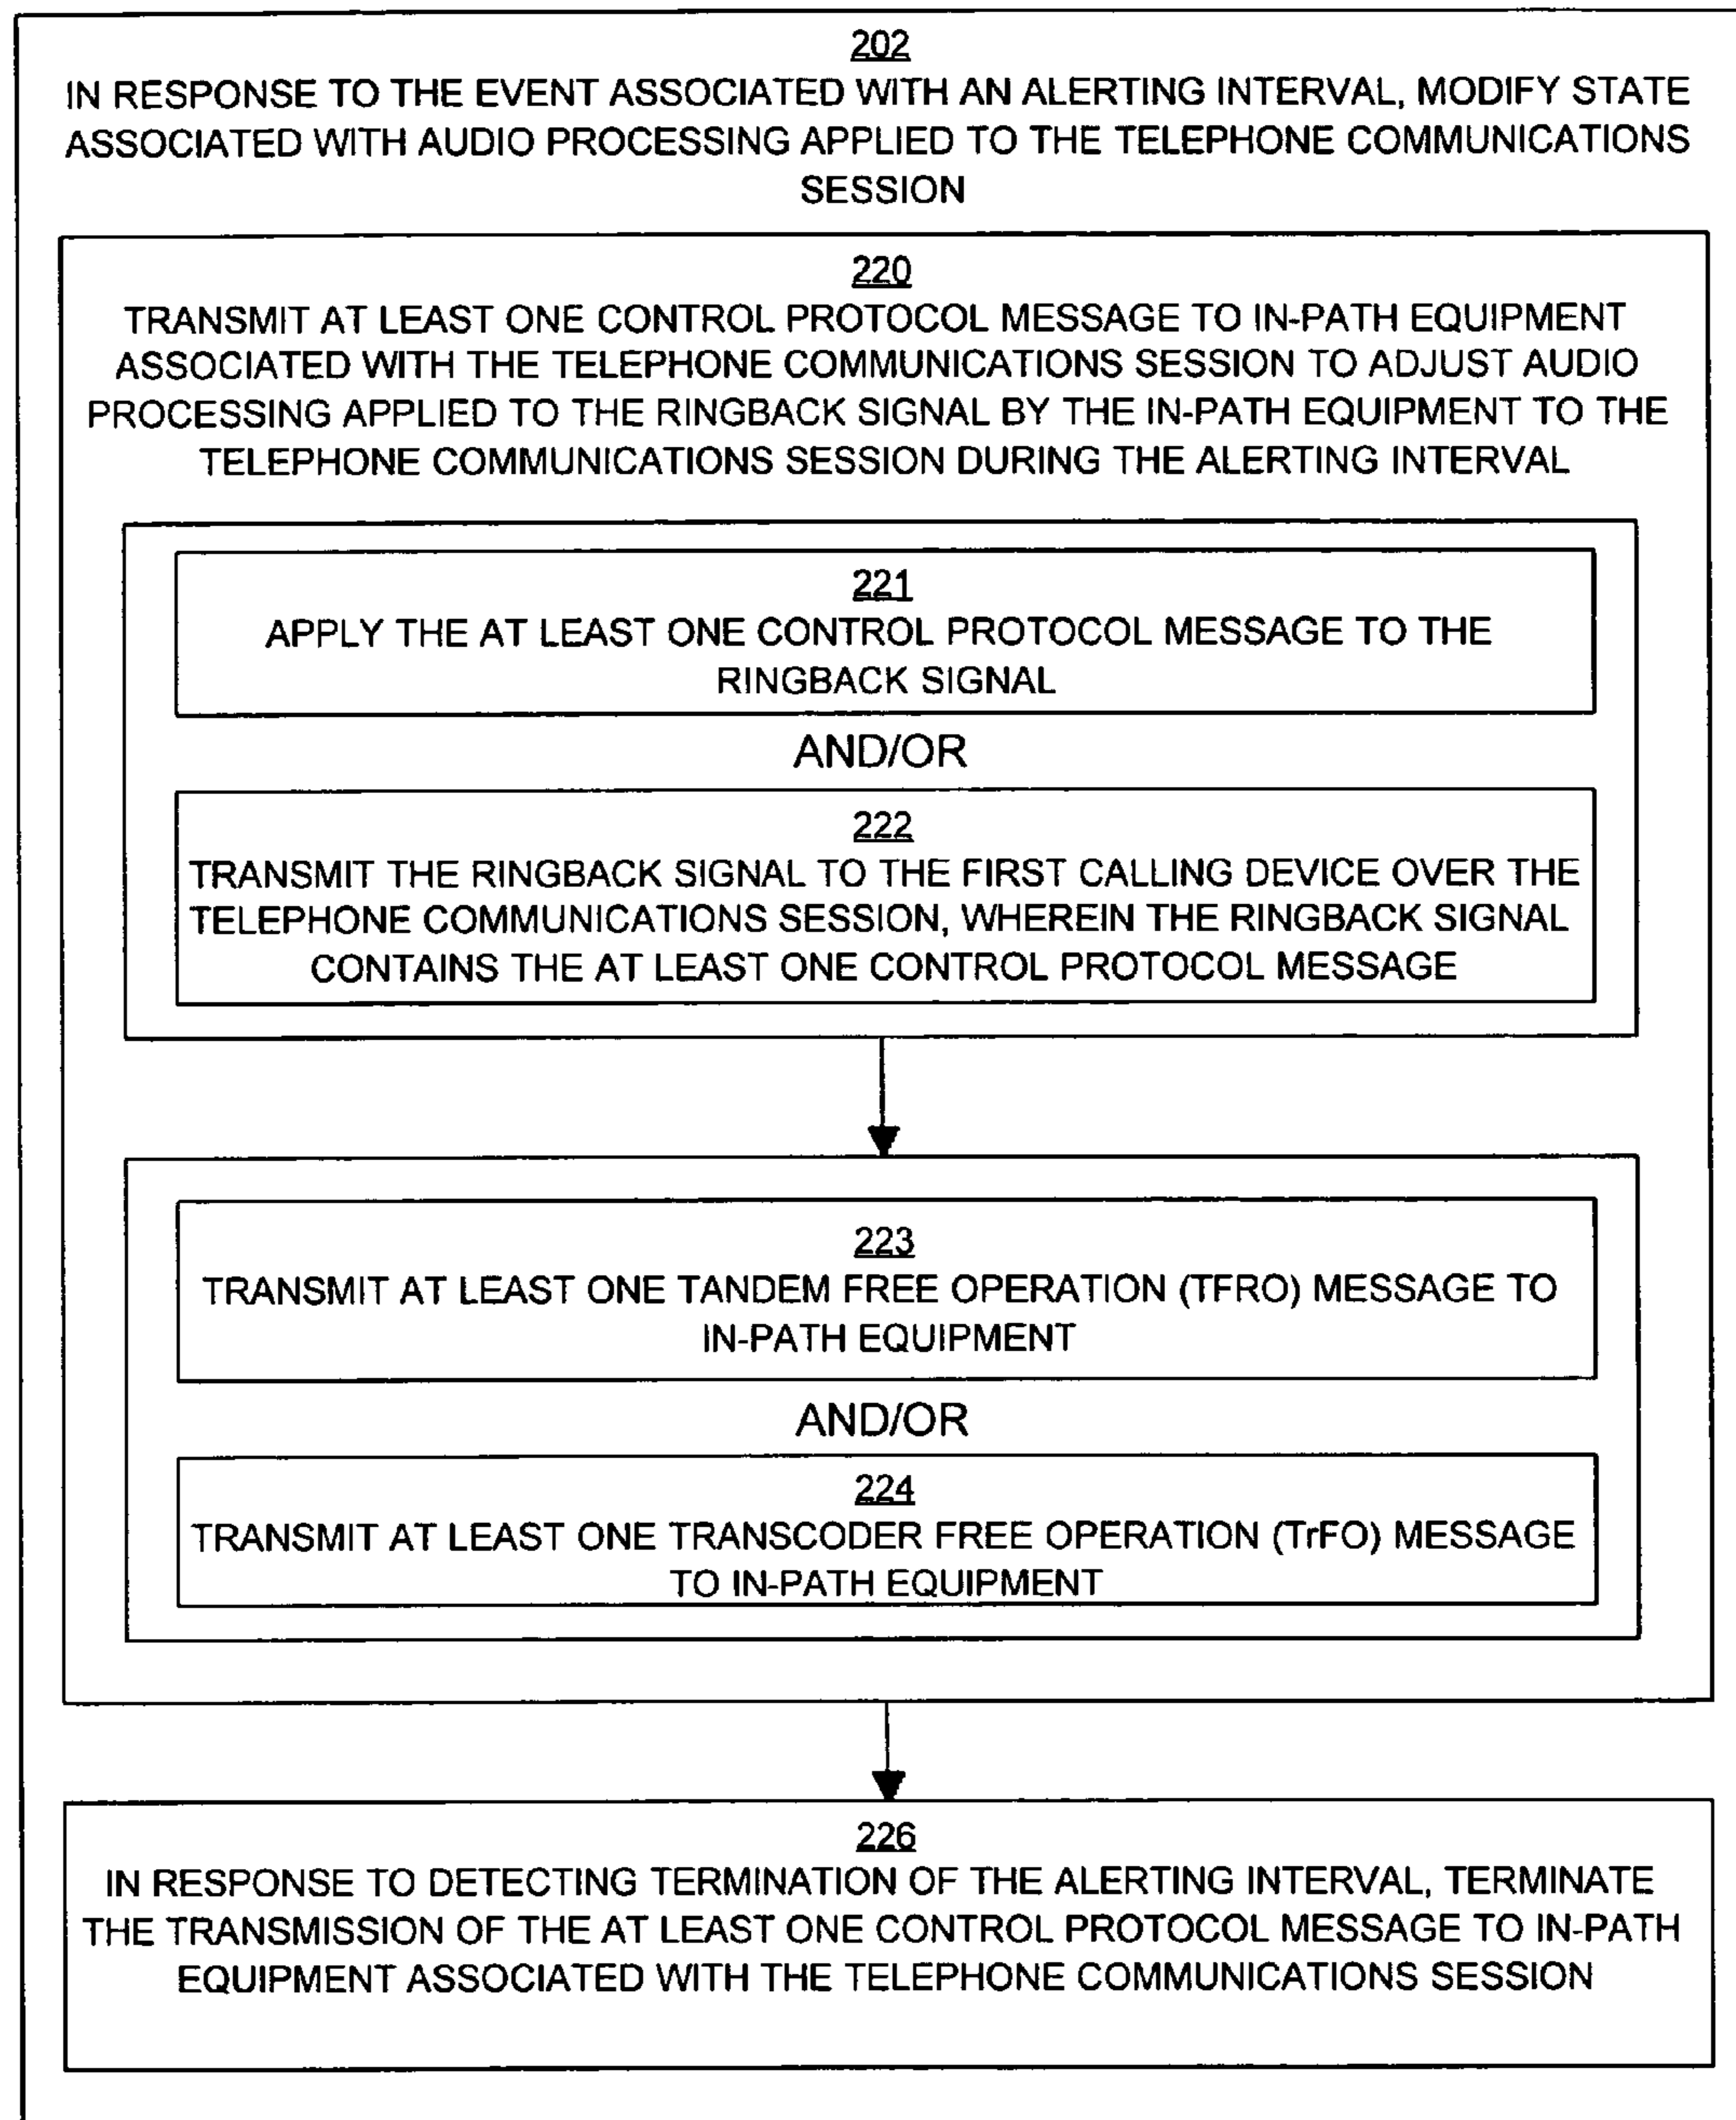 202
IN RESPONSE TO THE EVENT ASSOCIATED WITH AN ALERTING INTERVAL, MODIFY STATE
ASSOCIATED WITH AUDIO PROCESSING APPLIED TO THE TELEPHONE COMMUNICATIONS
SESSION
220
TRANSMIT AT LEAST ONE CONTROL PROTOCOL MESSAGE TO IN-PATH EQUIPMENT
ASSOCIATED WITH THE TELEPHONE COMMUNICATIONS SESSION TO ADJUST AUDIO
PROCESSING APPLIED TO THE RINGBACK SIGNAL BY THE IN-PATH EQUIPMENT TO THE
TELEPHONE COMMUNICATIONS SESSION DURING THE ALERTING INTERVAL
221
APPLY THE AT LEAST ONE CONTROL PROTOCOL MESSAGE TO THE
RINGBACK SIGNAL
AND/OR
222
TRANSMIT THE RINGBACK SIGNAL TO THE FIRST CALLING DEVICE OVER THE
TELEPHONE COMMUNICATIONS SESSION, WHEREIN THE RINGBACK SIGNAL
CONTAINS THE AT LEAST ONE CONTROL PROTOCOL MESSAGE
223
TRANSMIT AT LEAST ONE TANDEM FREE OPERATION (TFRO) MESSAGE TO
IN-PATH EQUIPMENT
AND/OR
224
TRANSMIT AT LEAST ONE TRANSCODER FREE OPERATION (TrFO) MESSAGE
TO IN-PATH EQUIPMENT
226
IN RESPONSE TO DETECTING TERMINATION OF THE ALERTING INTERVAL, TERMINATE
THE TRANSMISSION OF THE AT LEAST ONE CONTROL PROTOCOL MESSAGE TO IN-PATH
EQUIPMENT ASSOCIATED WITH THE TELEPHONE COMMUNICATIONS SESSION